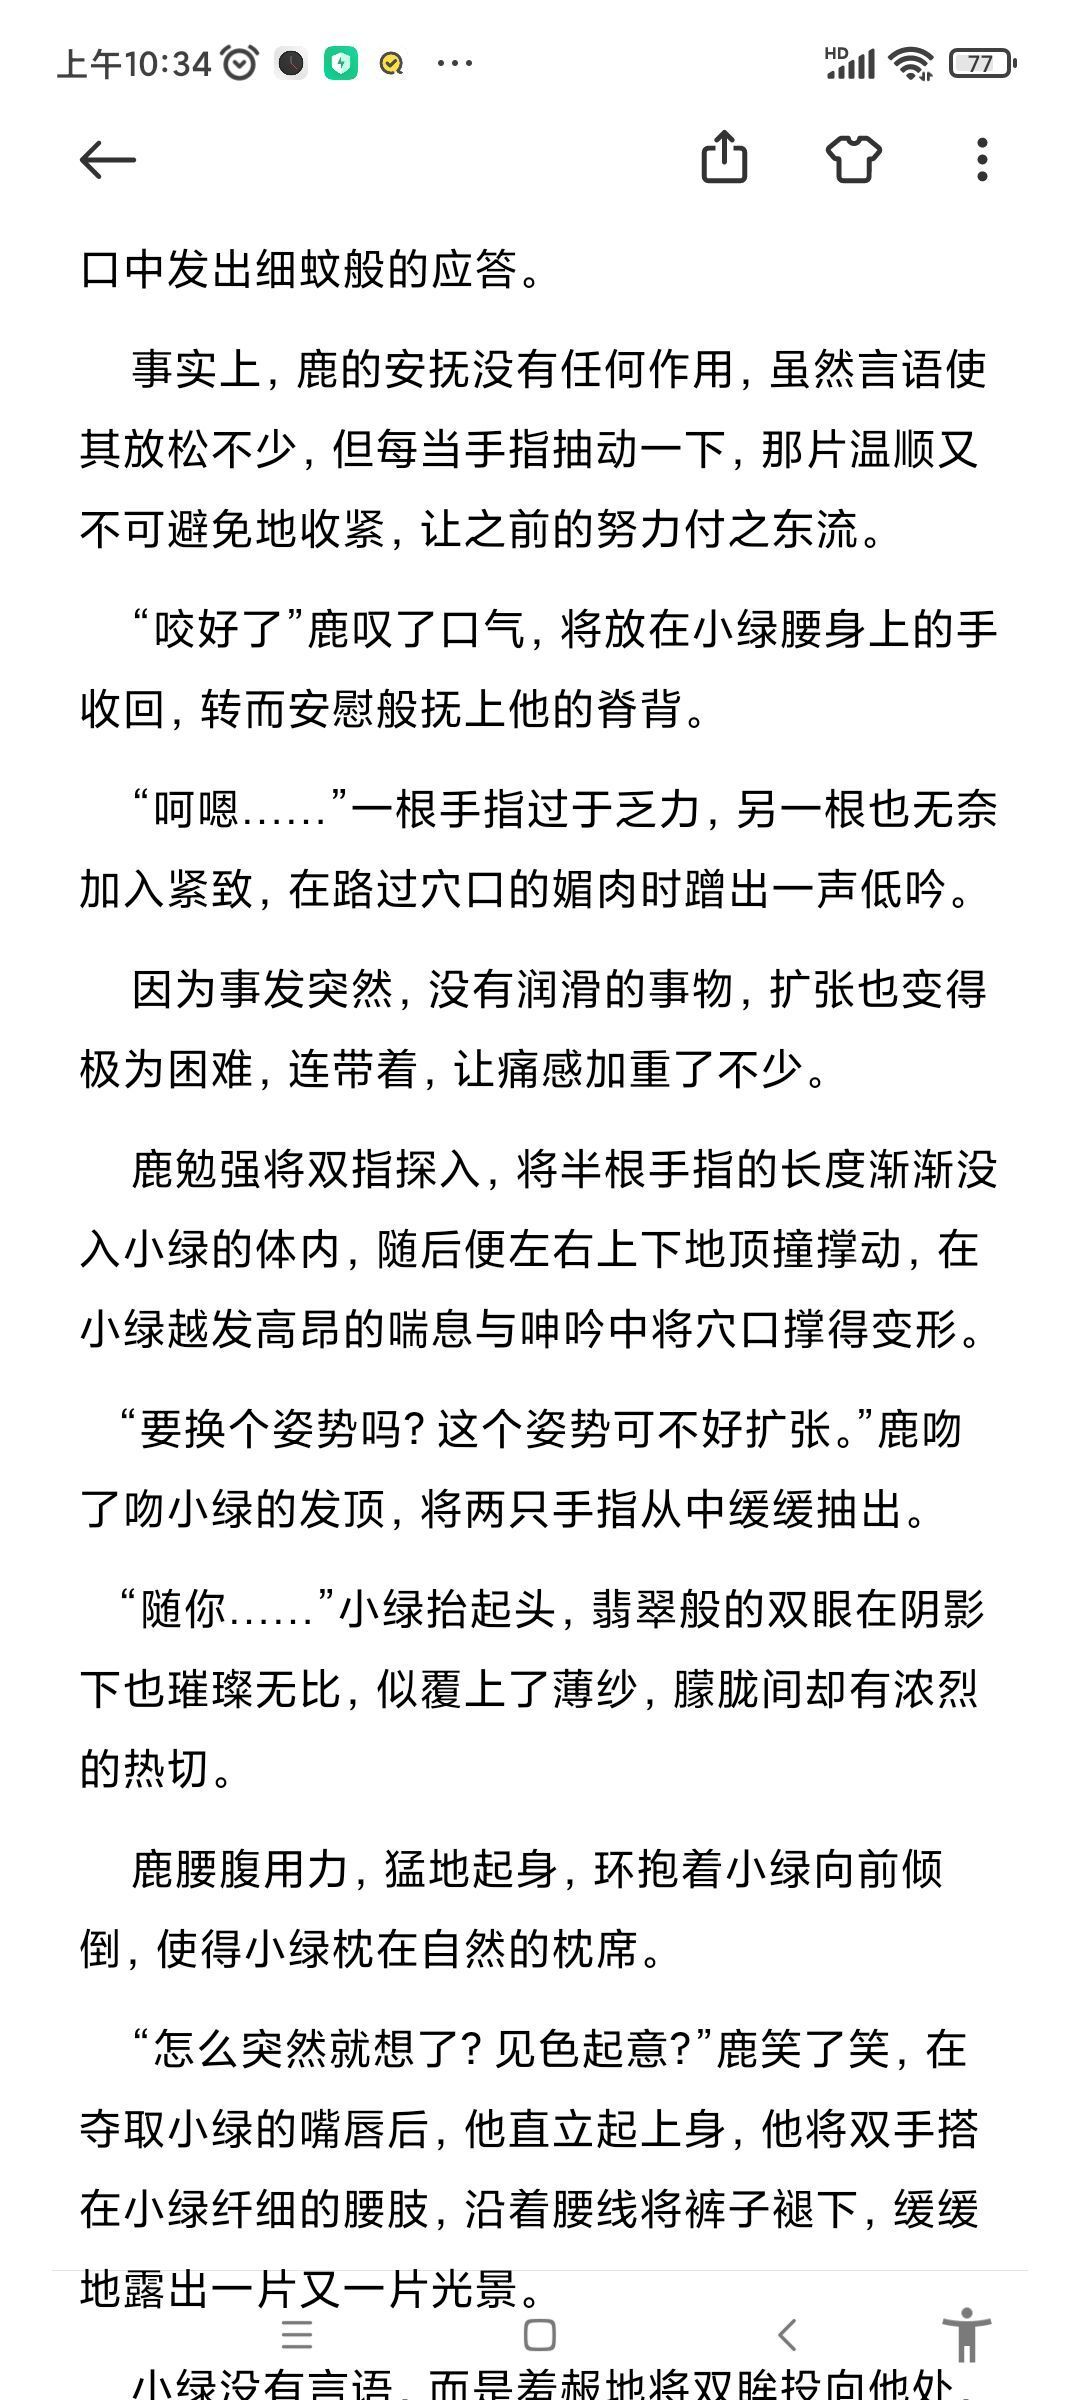 上午10:34
HD
77
口中发出细蚊般的应答。
事实上，鹿的安抚没有任何作用，虽然言语使
其放松不少，但每当手指抽动一下，那片温顺又
不可避免地收紧，让之前的努力付之东流。
“咬好了”鹿叹了口气，将放在小绿腰身上的手
收回，转而安慰般抚上他的脊背。
“呵嗯……”一根手指过于乏力，另一根也无奈
加入紧致，在路过穴口的媚肉时蹭出一声低吟。
因为事发突然，没有润滑的事物，扩张也变得
极为困难，连带着，让痛感加重了不少。
鹿勉强将双指探入，将半根手指的长度渐渐没
入小绿的体内，随后便左右上下地顶撞撑动，在
小绿越发高昂的喘息与呻吟中将穴口撑得变形。
“要换个姿势吗？这个姿势可不好扩张。”鹿吻
了吻小绿的发顶，将两只手指从中缓缓抽出。
“随你……”小绿抬起头，翡翠般的双眼在阴影
下也璀璨无比，似覆上了薄纱，朦胧间却有浓烈
的热切。
鹿腰腹用力，猛地起身，环抱着小绿向前倾
倒，使得小绿枕在自然的枕席。
“怎么突然就想了？见色起意？”鹿笑了笑，在
夺取小绿的嘴唇后，他直立起上身，他将双手搭
在小绿纤细的腰肢，沿着腰线将裤子褪下，缓缓
地露出一片又一片光景。
小绿没有言语，而是羞赧地将双眸投向他处，